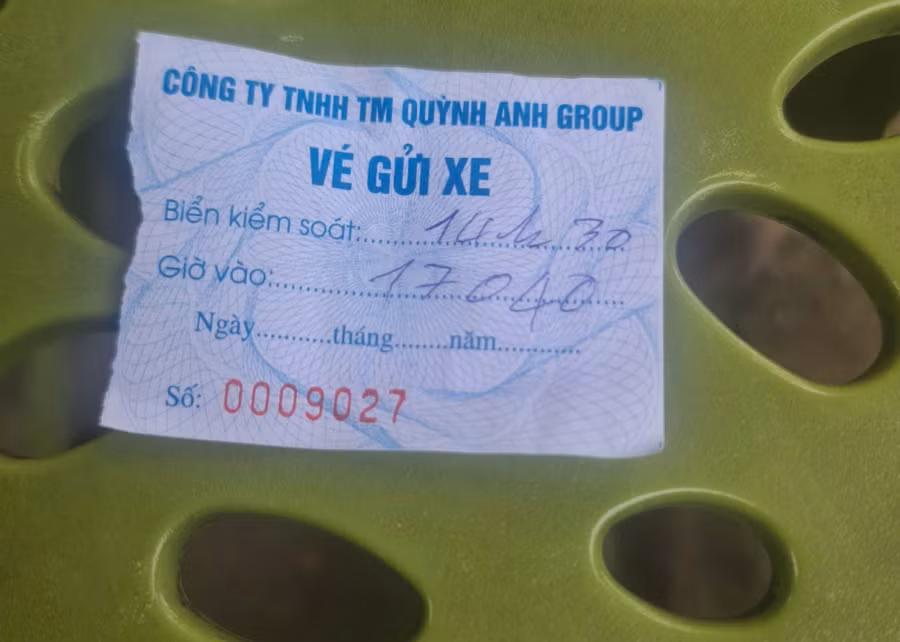 CÔNG TY TNHH TM QUỲNH ANH GROUP
VÉ GỬI XE
Biển kiểm soát:........14h 30
Giờ vào:........17040
Ngày..........tháng.......năm...........
Số: 0009027